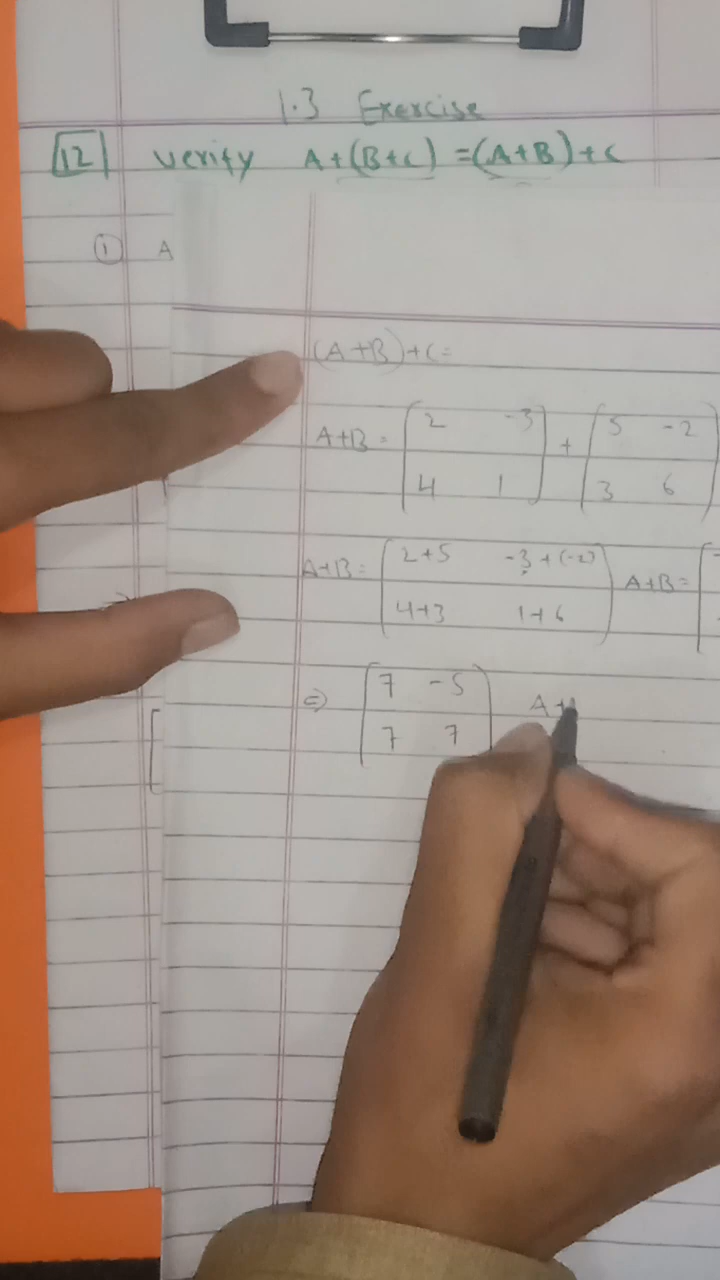 1.3 Exercise
12 verify A+(B+C) =(A+B)+C
① A
(A+B)+C=
A+B = [2 -3 + [5 -2
4 1] 3 6
A+B = [2+5 -3+(-2) A+B = [
4+3 1+6]
⇒ [7 -5
7 7] A+